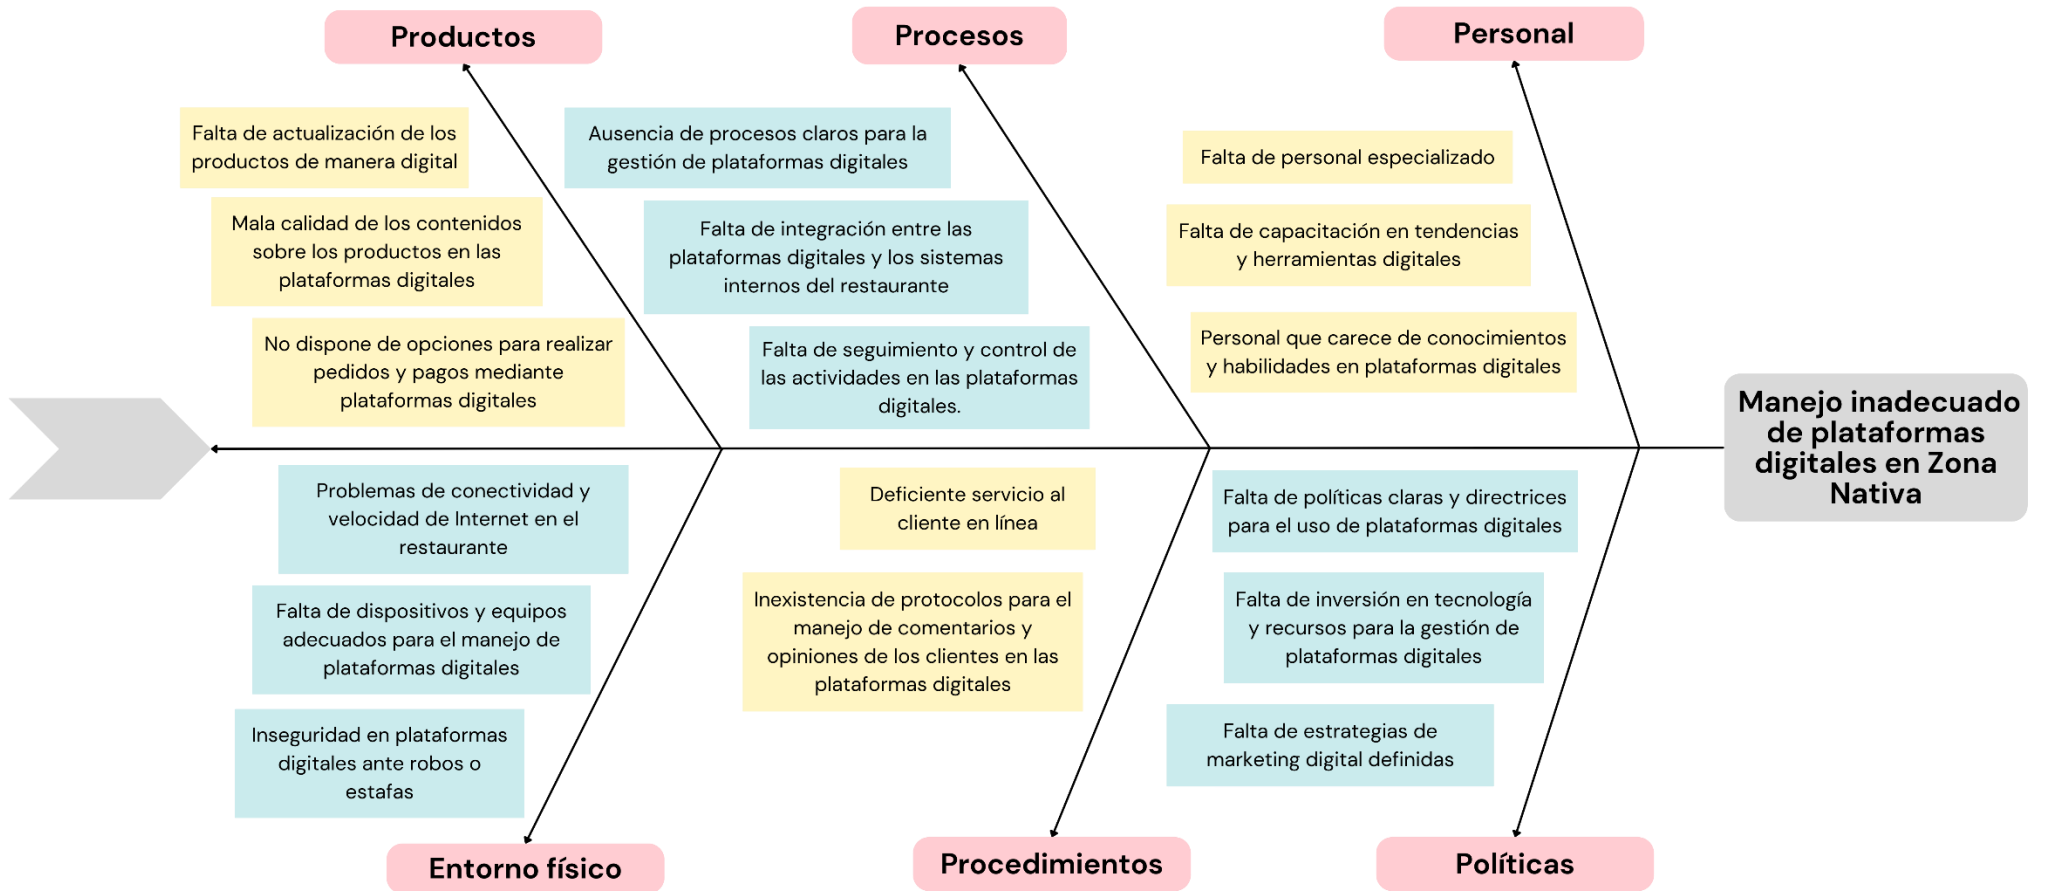 Productos
Procesos
Personal
Falta de actualización de los
productos de manera digital
Mala calidad de los contenidos
sobre los productos en las
plataformas digitales
No dispone de opciones para realizar
pedidos y pagos mediante
plataformas digitales
Ausencia de procesos claros para la
gestión de plataformas digitales
Falta de integración entre las
plataformas digitales y los sistemas
internos del restaurante
Falta de seguimiento y control de
las actividades en las plataformas
digitales.
Falta de personal especializado
Falta de capacitación en tendencias
y herramientas digitales
Personal que carece de conocimientos
y habilidades en plataformas digitales
Manejo inadecuado
de plataformas
digitales en Zona
Nativa
Problemas de conectividad y
velocidad de Internet en el
restaurante
Falta de dispositivos y equipos
adecuados para el manejo de
plataformas digitales
Inseguridad en plataformas
digitales ante robos o
estafas
Deficiente servicio al
cliente en línea
Inexistencia de protocolos para el
manejo de comentarios y
opiniones de los clientes en las
plataformas digitales
Falta de políticas claras y directrices
para el uso de plataformas digitales
Falta de inversión en tecnología
y recursos para la gestión de
plataformas digitales
Falta de estrategias de
marketing digital definidas
Entorno físico
Procedimientos
Políticas